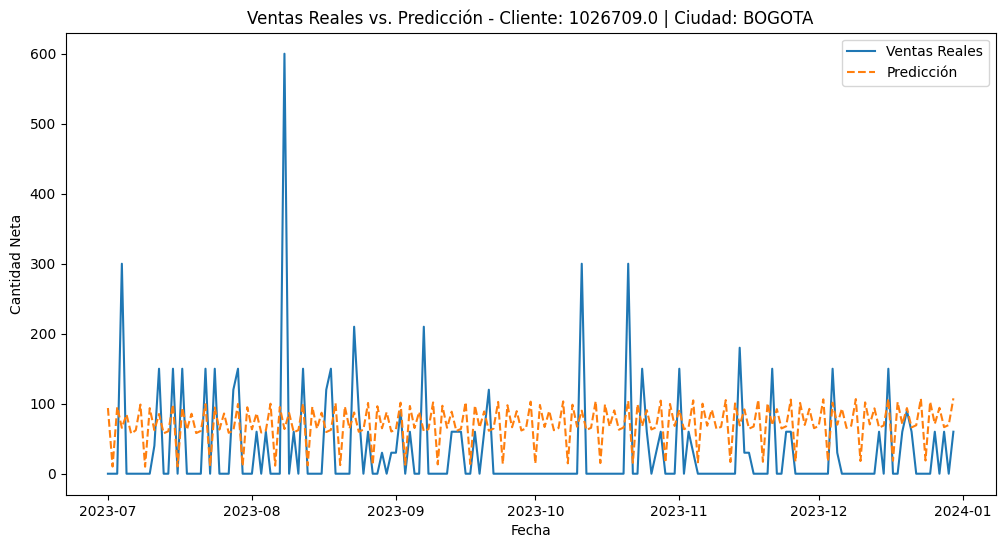 Ventas Reales vs. Predicción - Cliente: 1026709.0 | Ciudad: BOGOTA
Ventas Reales
Predicción
Cantidad Neta
600
500
400
300
200
100
0
2023-07
2023-08
2023-09
2023-10
2023-11
2023-12
2024-01
Fecha